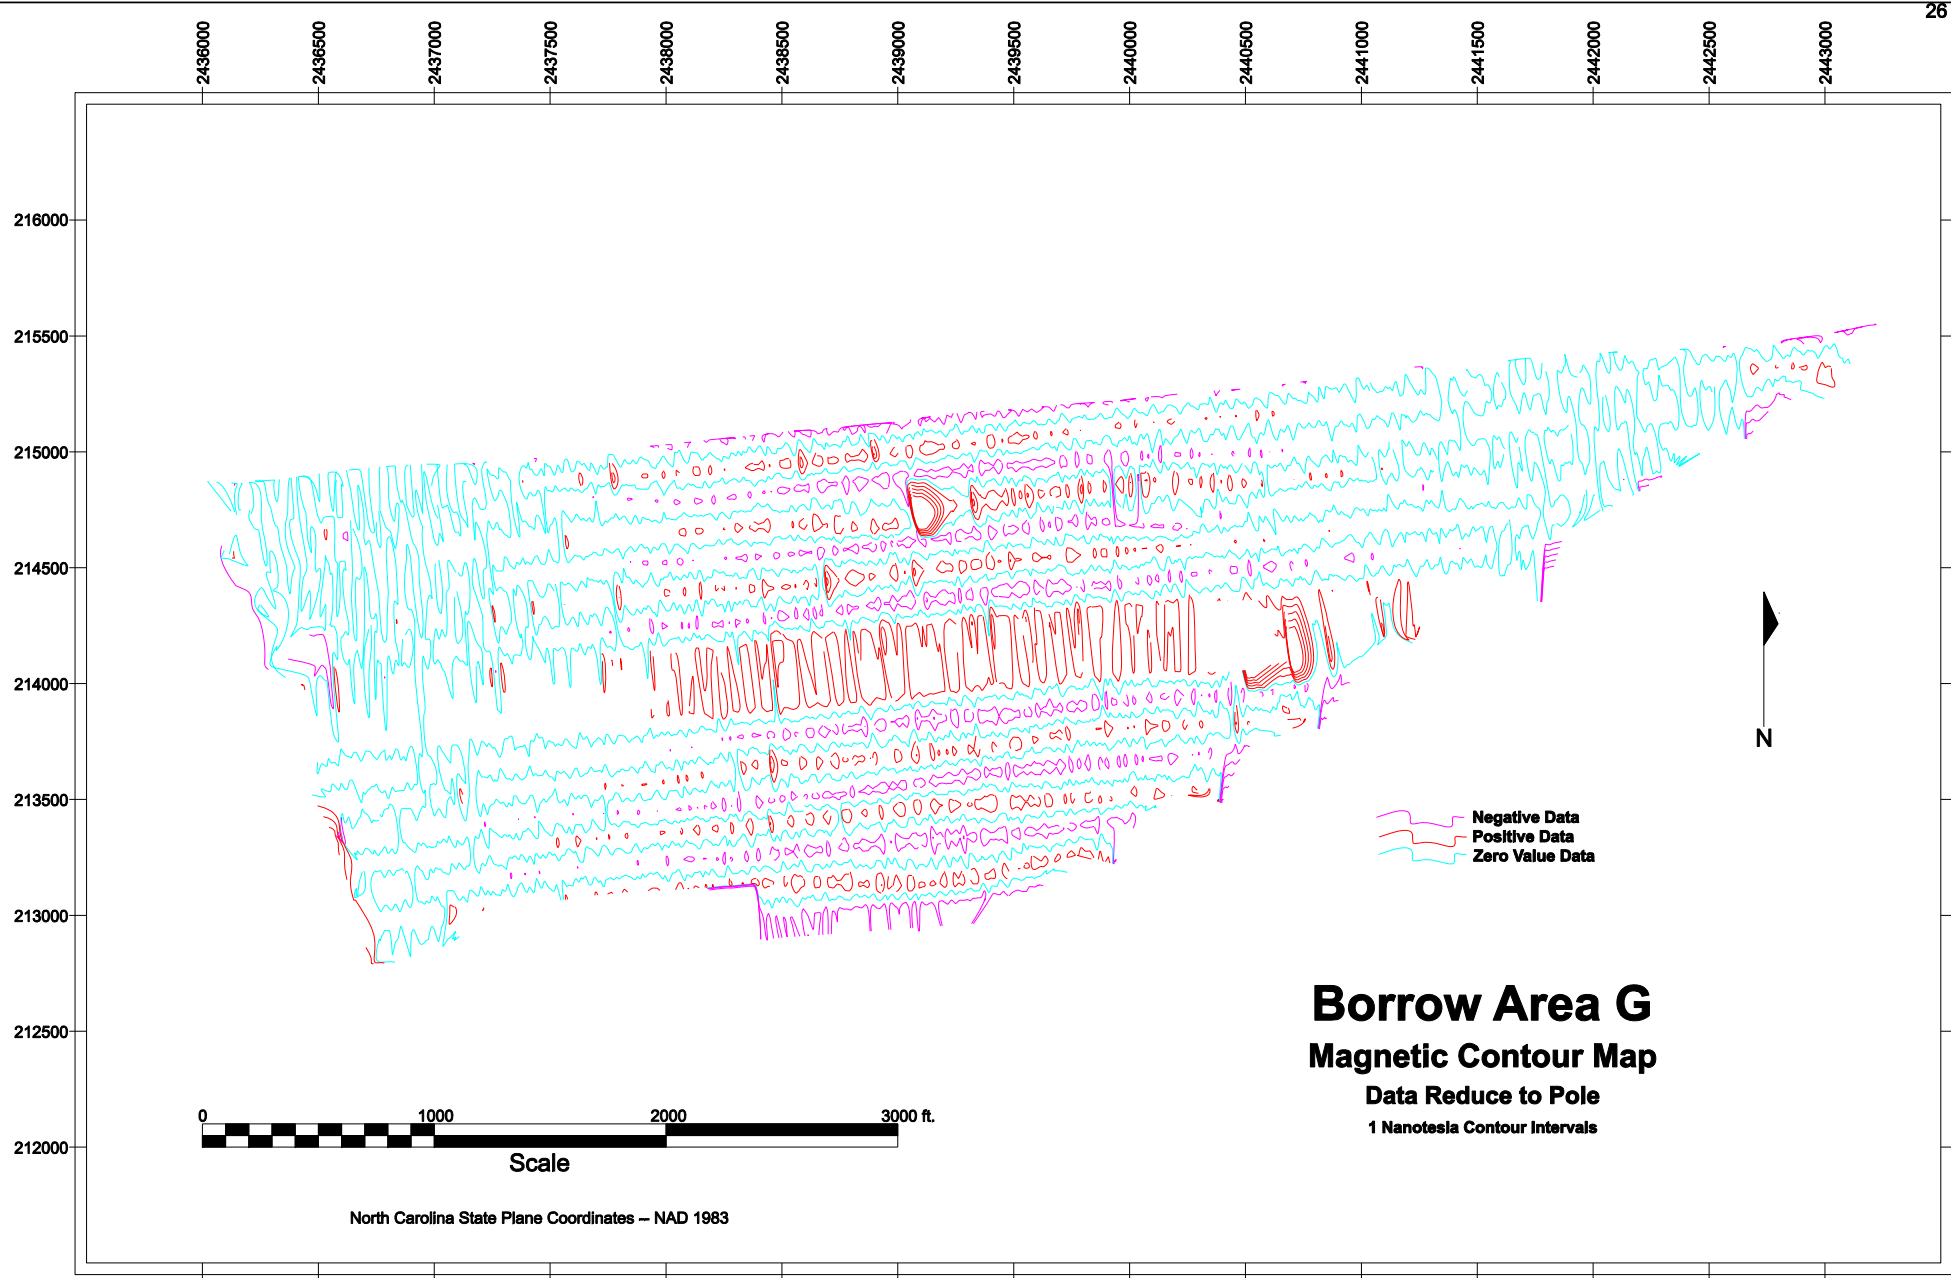 26
2436000
2436500
2437000
2437500
2438000
2438500
2439000
2439500
2440000
2440500
2441000
2441500
2442000
2442500
2443000
216000
215500
215000
214500
214000
213500
213000
212500
212000
N
Negative Data
Positive Data
Zero Value Data
Borrow Area G
Magnetic Contour Map
Data Reduce to Pole
1 Nanotesla Contour Intervals
0 1000 2000 3000 ft.
Scale
North Carolina State Plane Coordinates – NAD 1983